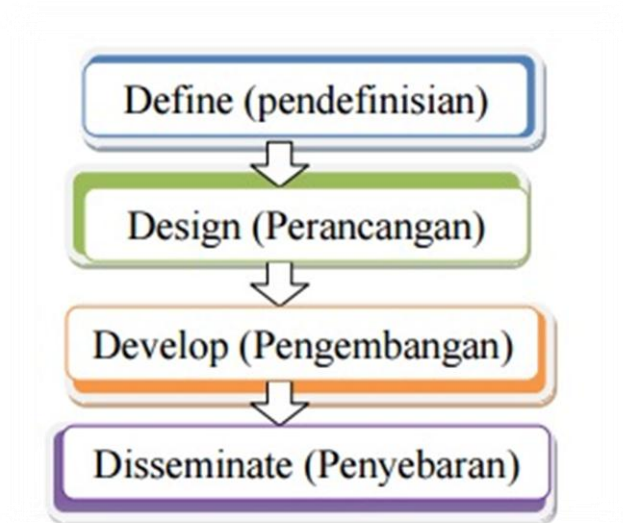 Define (pendefinisian)
Design (Perancangan)
Develop (Pengembangan)
Disseminate (Penyebaran)